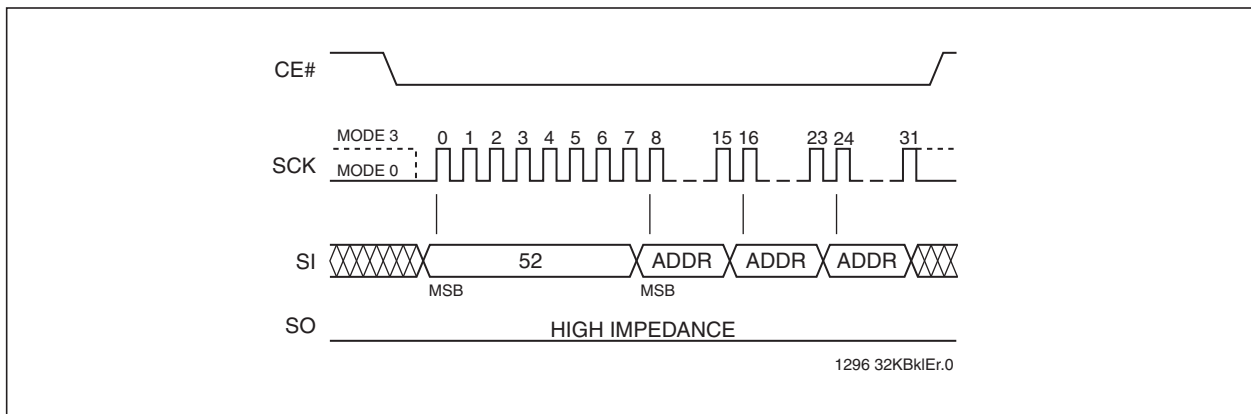 CE#
MODE 3
0 1 2 3 4 5 6 7 8 15 16 23 24 31
SCK
MODE 0
SI
52 ADDR ADDR ADDR
MSB MSB
SO
HIGH IMPEDANCE
1296 32KBklEr.0